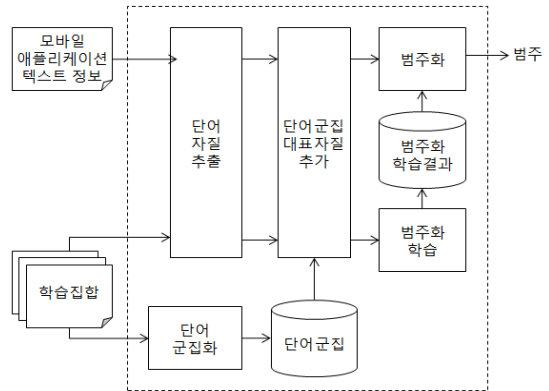 모바일
애플리케이션
텍스트 정보
단어
자질
추출
단어군집
대표자질
추가
범주화
범주
범주화
학습결과
범주화
학습
학습집합
단어
군집화
단어군집